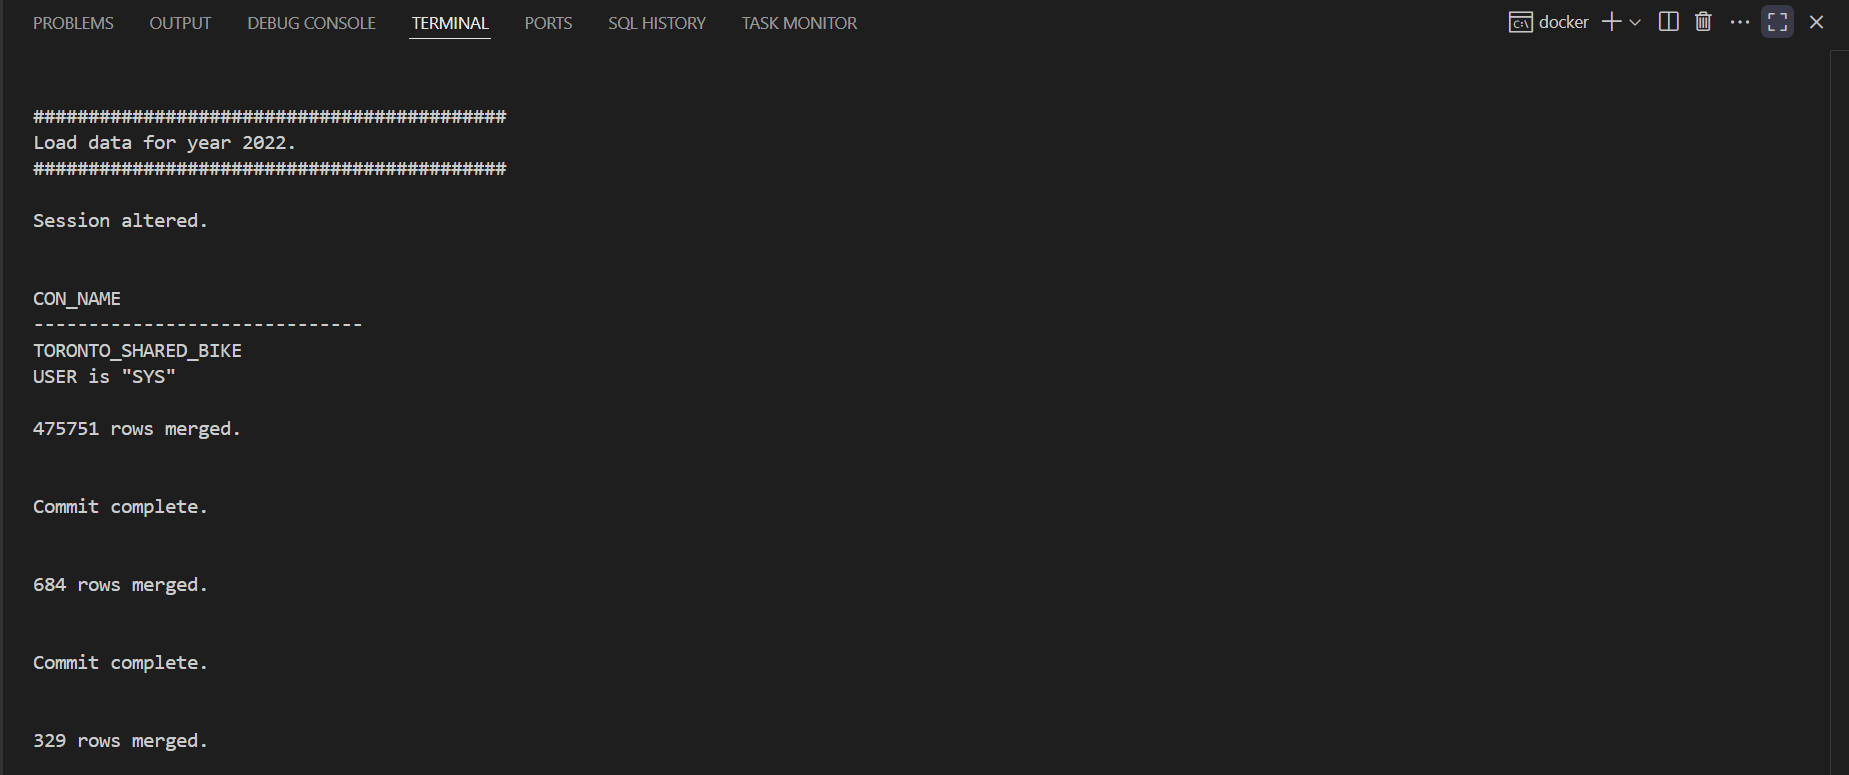 PROBLEMS OUTPUT DEBUG CONSOLE TERMINAL PORTS SQL HISTORY TASK MONITOR docker
###########################################
Load data for year 2022.
###########################################
Session altered.
CON_NAME
------------------------------
TORONTO_SHARED_BIKE
USER is "SYS"
475751 rows merged.
Commit complete.
684 rows merged.
Commit complete.
329 rows merged.